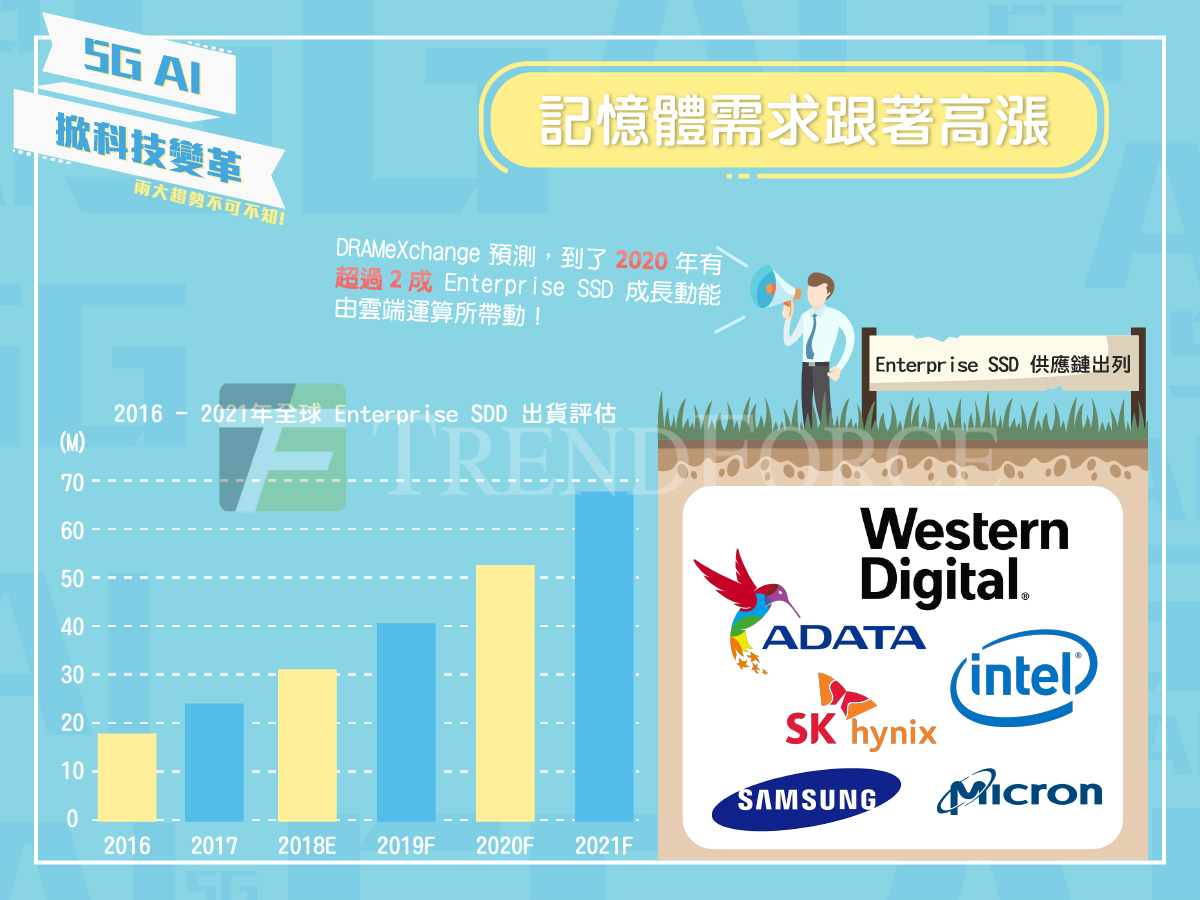 5G AI
掀科技變革
兩大趨勢不可不知!
記憶體需求跟著高漲
DRAMeXchange 預測，到了 2020 年有
超過 2 成 Enterprise SSD 成長動能
由雲端運算所帶動！
Enterprise SSD 供應鏈出列
2016 - 2021年全球 Enterprise SDD 出貨評估
TRENDFORCE
(M)
70
60
50
40
30
20
10
0
2016 2017 2018E 2019F 2020F 2021F
Western
Digital®
ADATA
intel®
SK hynix
SAMSUNG
Micron